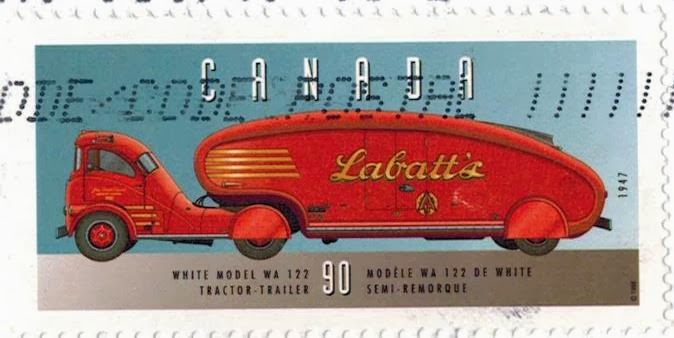 CANADA
Labatt's
1947
WHITE MODEL WA 122
TRACTOR-TRAILER
90
MODÈLE WA 122 DE WHITE
SEMI-REMORQUE